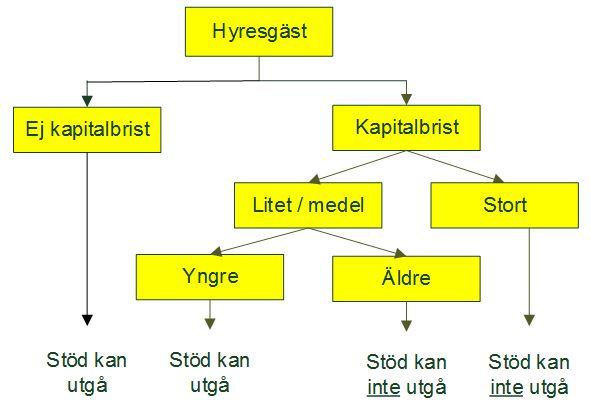 Hyresgäst
Ej kapitalbrist
Kapitalbrist
Litet / medel
Stort
Yngre
Äldre
Stöd kan
utgå
Stöd kan
utgå
Stöd kan
inte utgå
Stöd kan
inte utgå